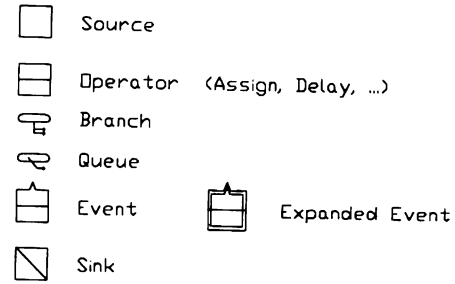 Source
Operator (Assign, Delay, ...)
Branch
Queue
Event
Expanded Event
Sink